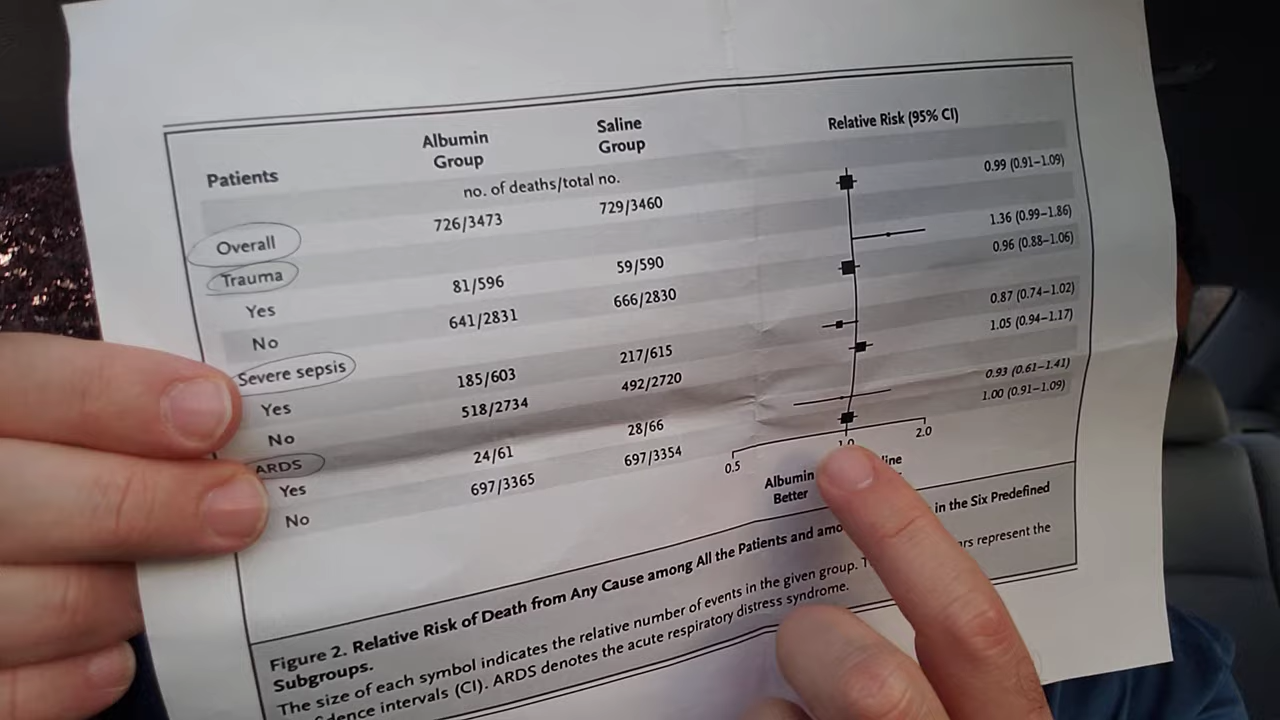 Patients Albumin Group Saline Group Relative Risk (95% CI)
no. of deaths/total no.
Overall 726/3473 729/3460 0.99 (0.91–1.09)
Trauma
Yes 81/596 59/590 1.36 (0.99–1.86)
No 641/2831 666/2830 0.96 (0.88–1.06)
Severe sepsis
Yes 185/603 217/615 0.87 (0.74–1.02)
No 518/2734 492/2720 1.05 (0.94–1.17)
ARDS
Yes 24/61 28/66 0.93 (0.61–1.41)
No 697/3365 697/3354 1.00 (0.91–1.09)
0.5 1.0 2.0
Albumin
Better
Figure 2. Relative Risk of Death from Any Cause among All the Patients and in the Six Predefined
Subgroups.
The size of each symbol indicates the relative number of events in the given group. represent the
intervals (CI). ARDS denotes the acute respiratory distress syndrome.